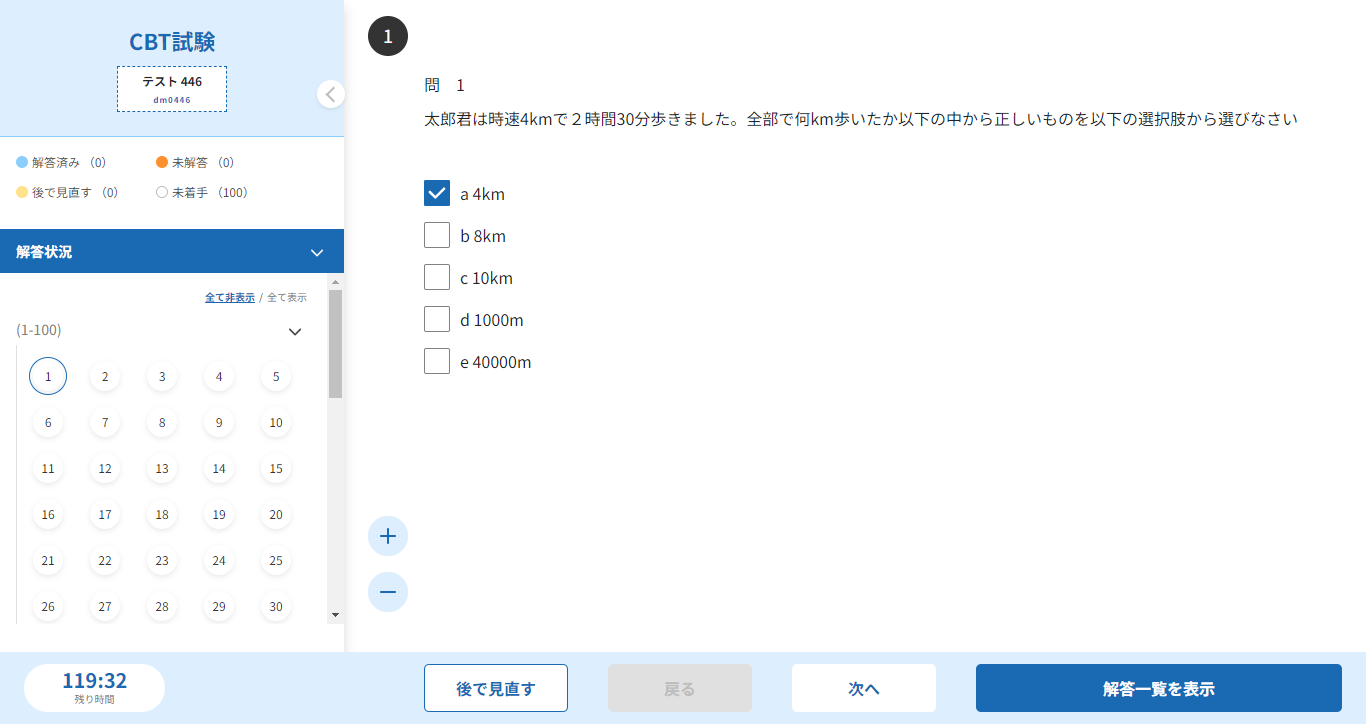 CBT試験
テスト 446
dm0446
解答済み (0)
未解答 (0)
後で見直す (0)
未着手 (100)
解答状況
全て非表示 / 全て表示
(1-100)
1 2 3 4 5
6 7 8 9 10
11 12 13 14 15
16 17 18 19 20
21 22 23 24 25
26 27 28 29 30
119:32
残り時間
1
問　1
太郎君は時速4kmで２時間30分歩きました。全部で何km歩いたか以下の中から正しいものを以下の選択肢から選びなさい
a 4km
b 8km
c 10km
d 1000m
e 40000m
後で見直す
戻る
次へ
解答一覧を表示